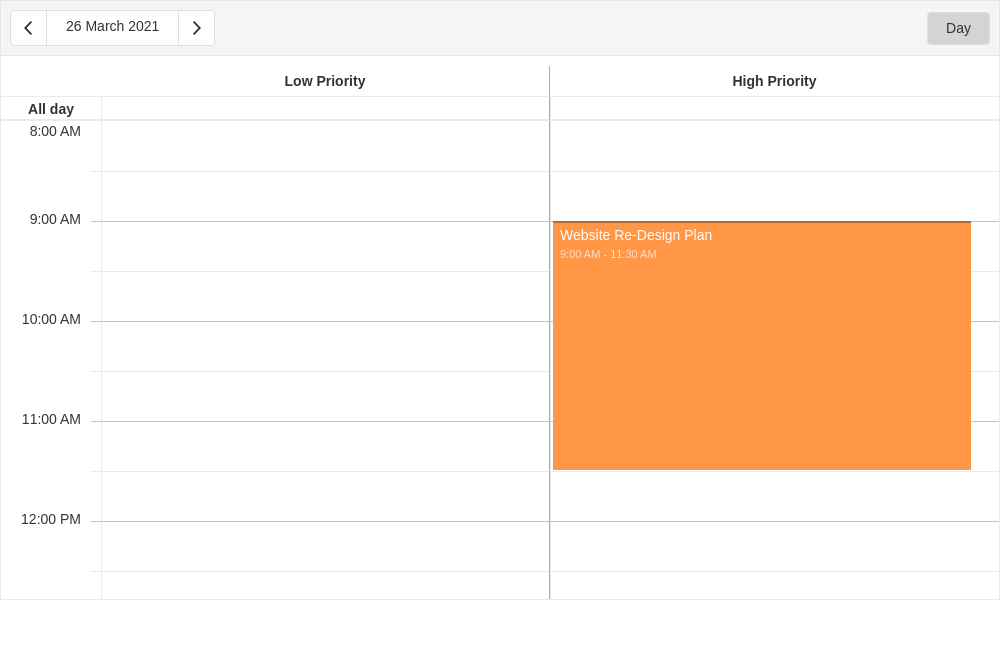 26 March 2021
Day
Low Priority
High Priority
All day
8:00 AM
9:00 AM
Website Re-Design Plan
9:00 AM - 11:30 AM
10:00 AM
11:00 AM
12:00 PM